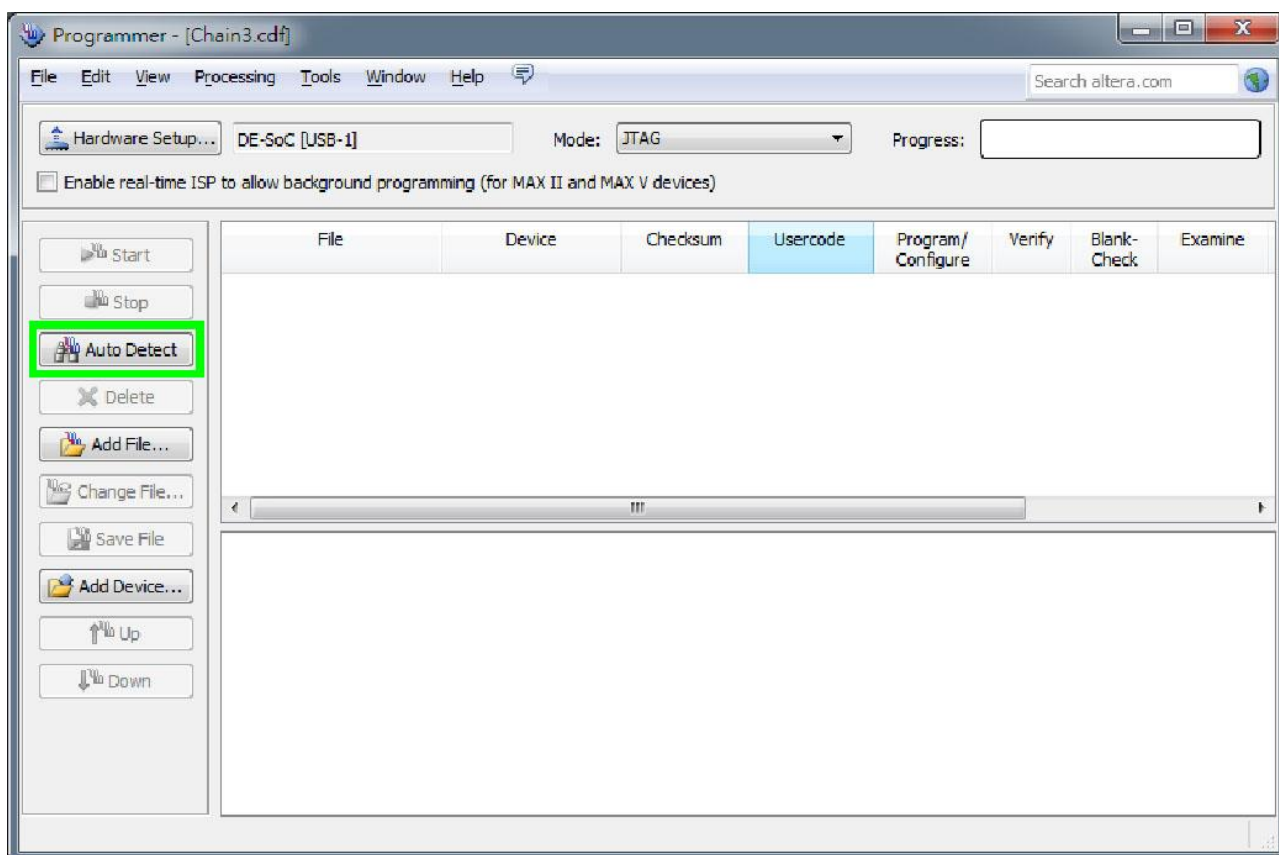 Programmer - [Chain3.cdf]
File Edit View Processing Tools Window Help
Search altera.com
Hardware Setup... DE-SoC [USB-1] Mode: JTAG Progress:
Enable real-time ISP to allow background programming (for MAX II and MAX V devices)
File Device Checksum Usercode Program/ Verify Blank- Examine
Configure Check
Start
Stop
Auto Detect
Delete
Add File...
Change File...
Save File
Add Device...
Up
Down